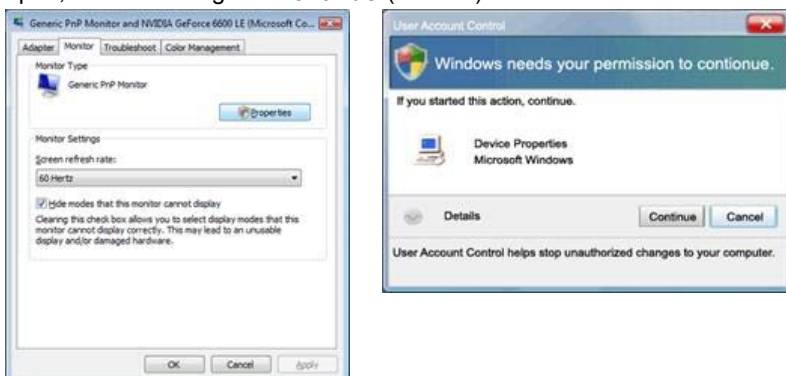 Generic PnP Monitor and NVIDIA GeForce 6600 LE (Microsoft Co...
Adapter Monitor Troubleshoot Color Management
Monitor Type
Generic PnP Monitor
Properties
Monitor Settings
Screen refresh rate:
60 Hertz
Hide modes that this monitor cannot display
Clearing this check box allows you to select display modes that this
monitor cannot display correctly. This may lead to an unusable
display and/or damaged hardware.
OK Cancel Apply
User Account Control
Windows needs your permission to contionue.
If you started this action, continue.
Device Properties
Microsoft Windows
Details Continue Cancel
User Account Control helps stop unauthorized changes to your computer.